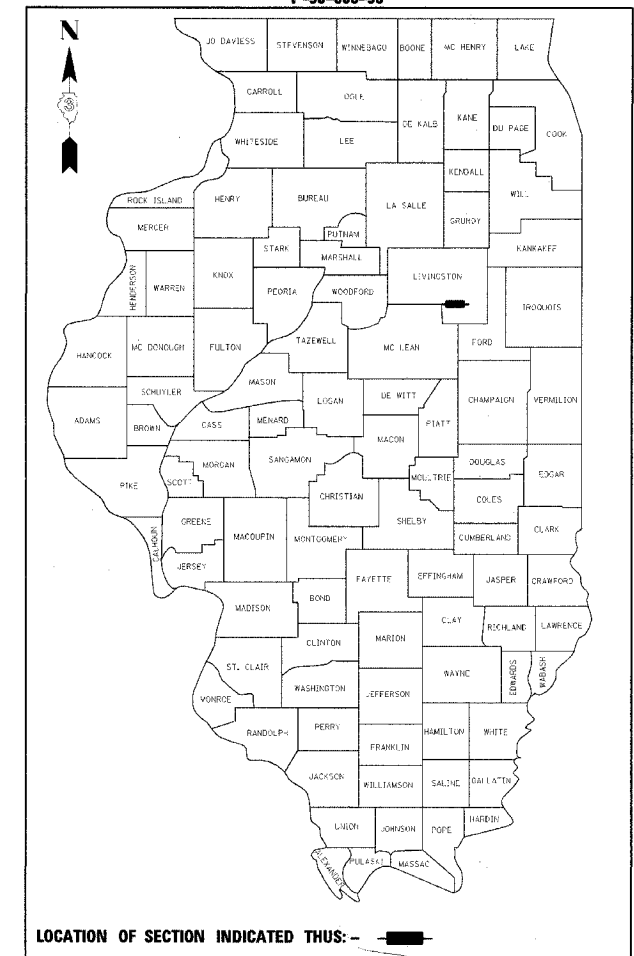 N
JO DAVIESS STEVENSON WINNEBAGO BOONE MC HENRY LAKE
CARROLL OGLE DE KALB KANE DU PAGE COOK
WHITESIDE LEE KENDALL WILL
ROCK ISLAND HENRY BUREAU LA SALLE GRUNDY
MERCER PUTNAM KANKAKEE
HENDERSON WARREN KNOX STARK MARSHALL LIVINGSTON IROQUOIS
PEORIA WOODFORD
HANCOCK MC DONOUGH FULTON TAZEWELL MC LEAN FORD
MASON
SCHUYLER LOGAN DE WITT CHAMPAIGN VERMILION
ADAMS BROWN CASS MENARD MACON PIATT
SANGAMON DOUGLAS
PIKE SCOTT MORGAN CHRISTIAN MOULTRIE COLES EDGAR
GREENE MACOUPIN MONTGOMERY SHELBY CUMBERLAND CLARK
CALHOUN JERSEY FAYETTE EFFINGHAM JASPER CRAWFORD
MADISON BOND CLAY RICHLAND LAWRENCE
MARION
CLINTON
ST. CLAIR WAYNE EDWARDS WABASH
MONROE WASHINGTON JEFFERSON
RANDOLPH PERRY HAMILTON WHITE
FRANKLIN
JACKSON WILLIAMSON SALINE GALLATIN
UNION JOHNSON POPE HARDIN
ALEXANDER PULASKI MASSAC
LOCATION OF SECTION INDICATED THUS: -